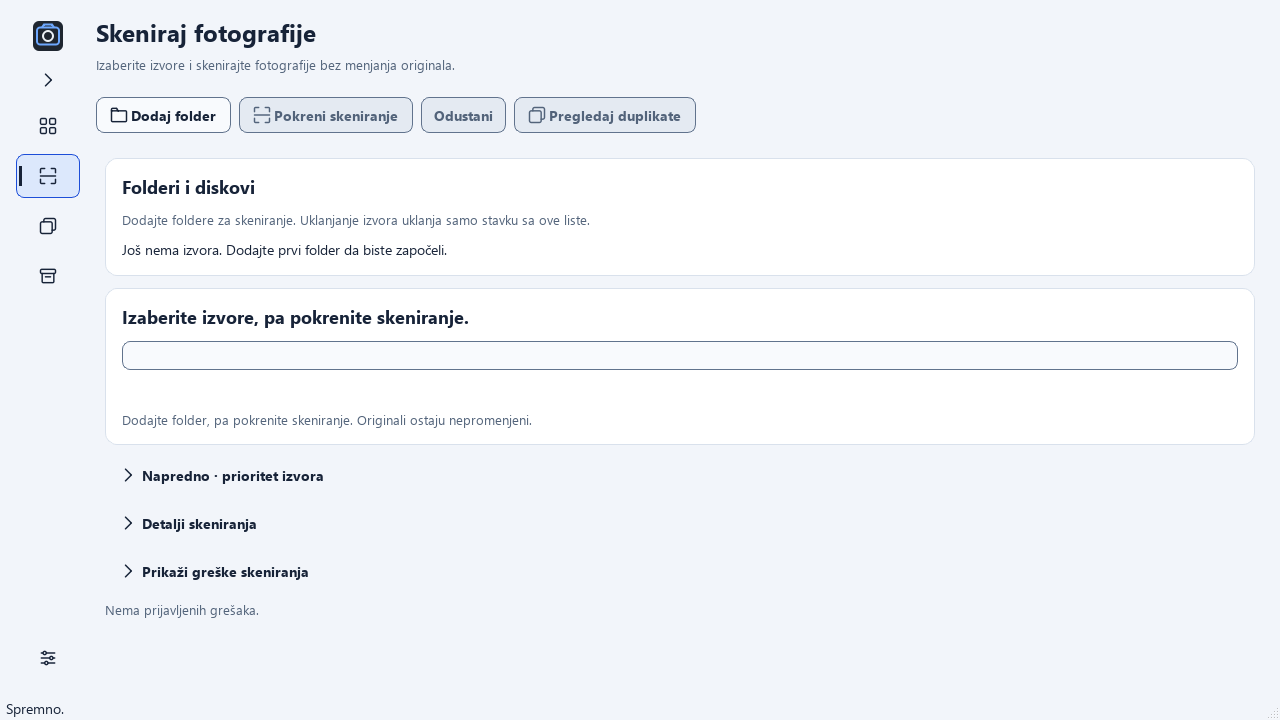 Skeniraj fotografije
Izaberite izvore i skenirajte fotografije bez menjanja originala.
Dodaj folder
Pokreni skeniranje
Odustani
Pregledaj duplikate
Folderi i diskovi
Dodajte foldere za skeniranje. Uklanjanje izvora uklanja samo stavku sa ove liste.
Još nema izvora. Dodajte prvi folder da biste započeli.
Izaberite izvore, pa pokrenite skeniranje.
Dodajte folder, pa pokrenite skeniranje. Originali ostaju nepromenjeni.
Napredno · prioritet izvora
Detalji skeniranja
Prikaži greške skeniranja
Nema prijavljenih grešaka.
Spremno.